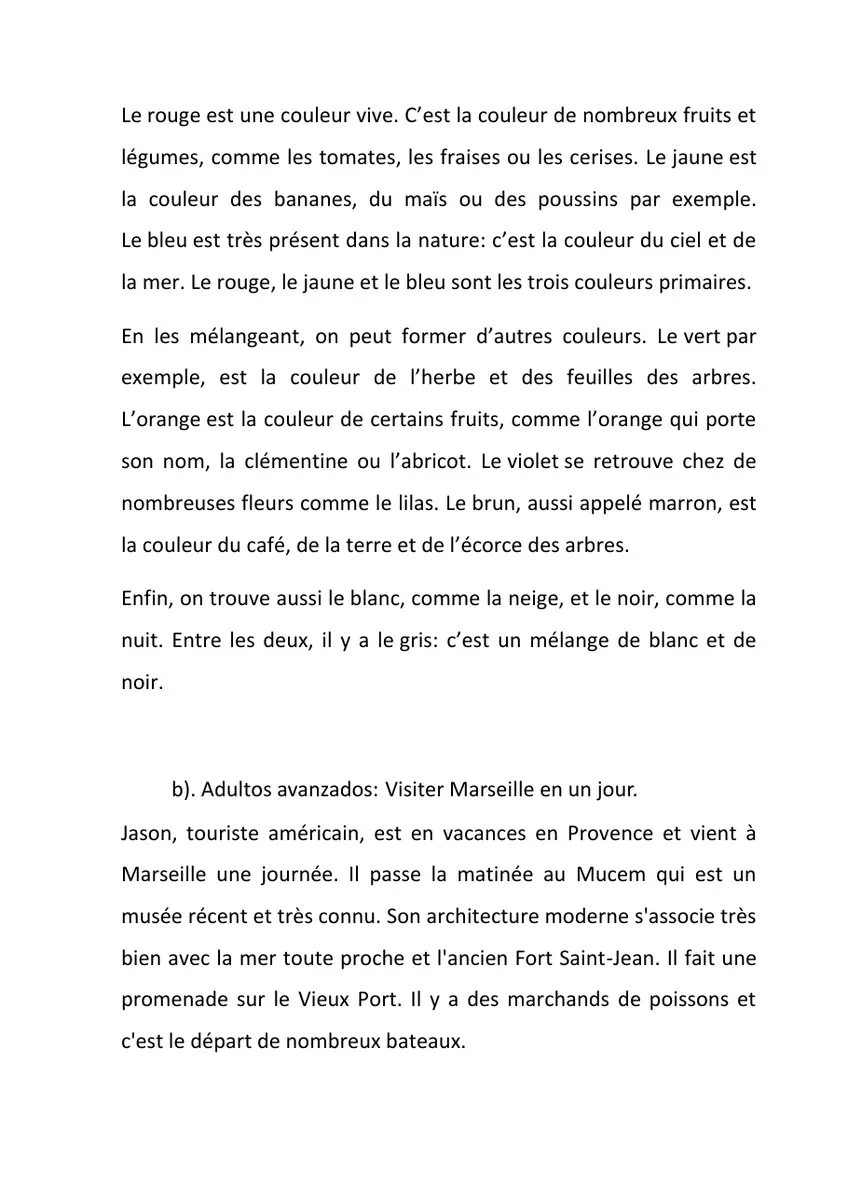 Le rouge est une couleur vive. C’est la couleur de nombreux fruits et
légumes, comme les tomates, les fraises ou les cerises. Le jaune est
la couleur des bananes, du maïs ou des poussins par exemple.
Le bleu est très présent dans la nature: c’est la couleur du ciel et de
la mer. Le rouge, le jaune et le bleu sont les trois couleurs primaires.
En les mélangeant, on peut former d’autres couleurs. Le vert par
exemple, est la couleur de l’herbe et des feuilles des arbres.
L’orange est la couleur de certains fruits, comme l’orange qui porte
son nom, la clémentine ou l’abricot. Le violet se retrouve chez de
nombreuses fleurs comme le lilas. Le brun, aussi appelé marron, est
la couleur du café, de la terre et de l’écorce des arbres.
Enfin, on trouve aussi le blanc, comme la neige, et le noir, comme la
nuit. Entre les deux, il y a le gris: c’est un mélange de blanc et de
noir.
b). Adultos avanzados: Visiter Marseille en un jour.
Jason, touriste américain, est en vacances en Provence et vient à
Marseille une journée. Il passe la matinée au Mucem qui est un
musée récent et très connu. Son architecture moderne s'associe très
bien avec la mer toute proche et l'ancien Fort Saint-Jean. Il fait une
promenade sur le Vieux Port. Il y a des marchands de poissons et
c'est le départ de nombreux bateaux.